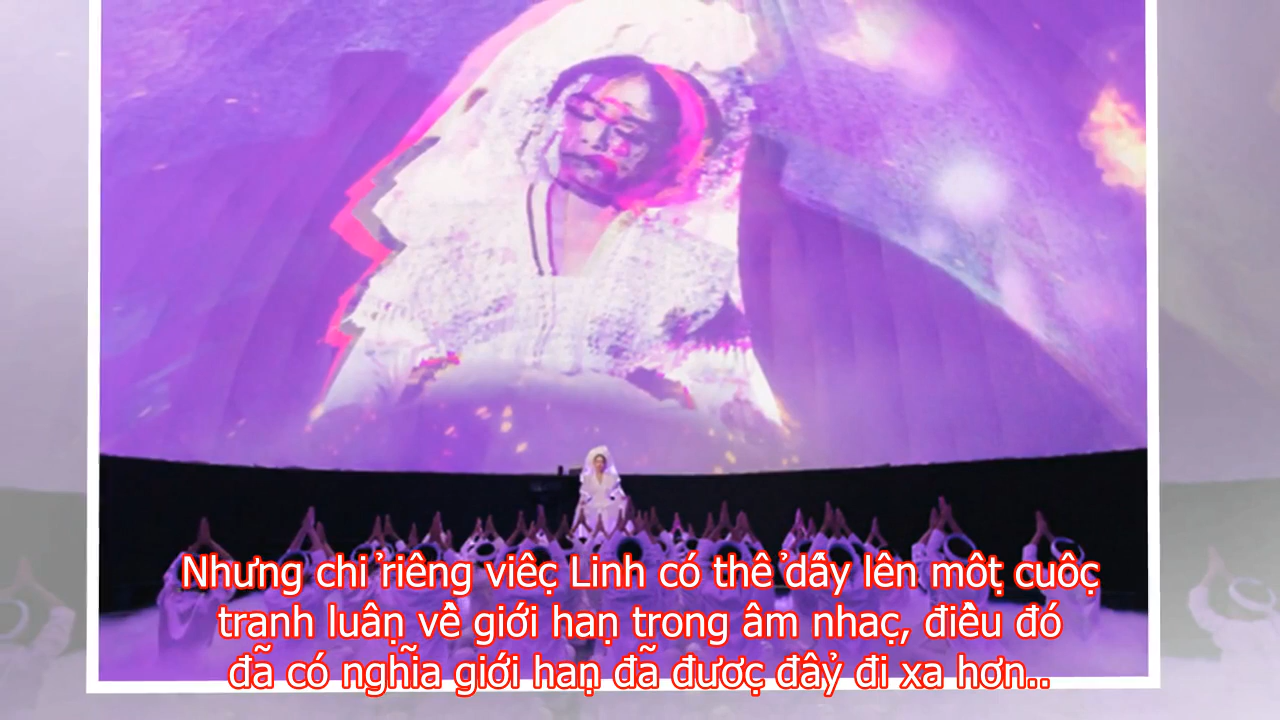 Nhưng chỉ riêng việc Linh có thể dẫy lên một cuộc
tranh luận về giới hạn trong âm nhạc, điều đó
đã có nghĩa giới hạn đã được đẩy đi xa hơn..